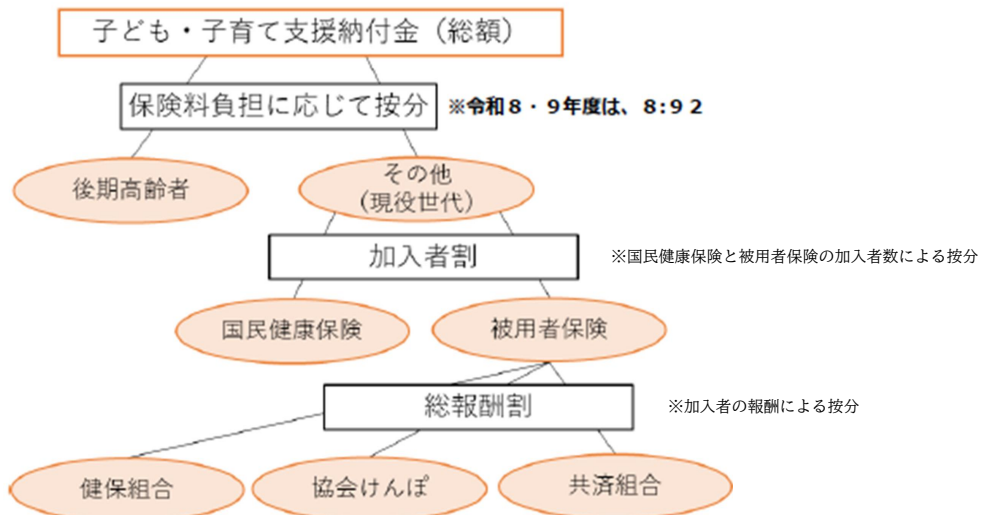 子ども・子育て支援納付金（総額）
保険料負担に応じて按分
※令和８・９年度は、８:９２
後期高齢者
その他
（現役世代）
加入者割
※国民健康保険と被用者保険の加入者数による按分
国民健康保険
被用者保険
総報酬割
※加入者の報酬による按分
健保組合
協会けんぽ
共済組合